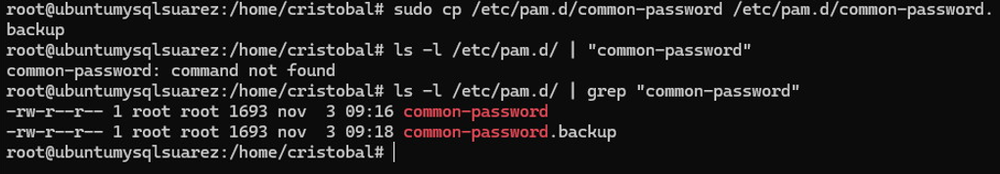 root@ubuntumysqlsuarez:/home/cristobal# sudo cp /etc/pam.d/common-password /etc/pam.d/common-password.
backup
root@ubuntumysqlsuarez:/home/cristobal# ls -l /etc/pam.d/ | "common-password"
common-password: command not found
root@ubuntumysqlsuarez:/home/cristobal# ls -l /etc/pam.d/ | grep "common-password"
-rw-r--r-- 1 root root 1693 nov  3 09:16 common-password
-rw-r--r-- 1 root root 1693 nov  3 09:18 common-password.backup
root@ubuntumysqlsuarez:/home/cristobal#